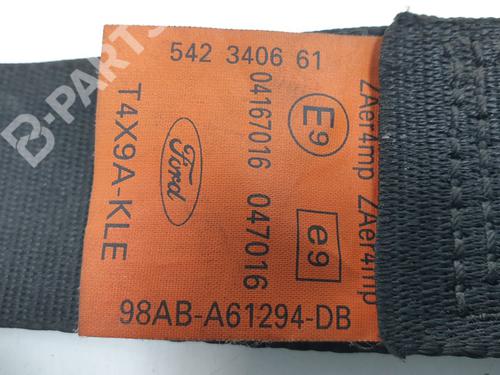 542 3406 61
T4X9A-KLE
Ford
04167016 047016
E9
e9
ZAer4mp ZAer4mp
98AB-A61294-DB
B-PARTS